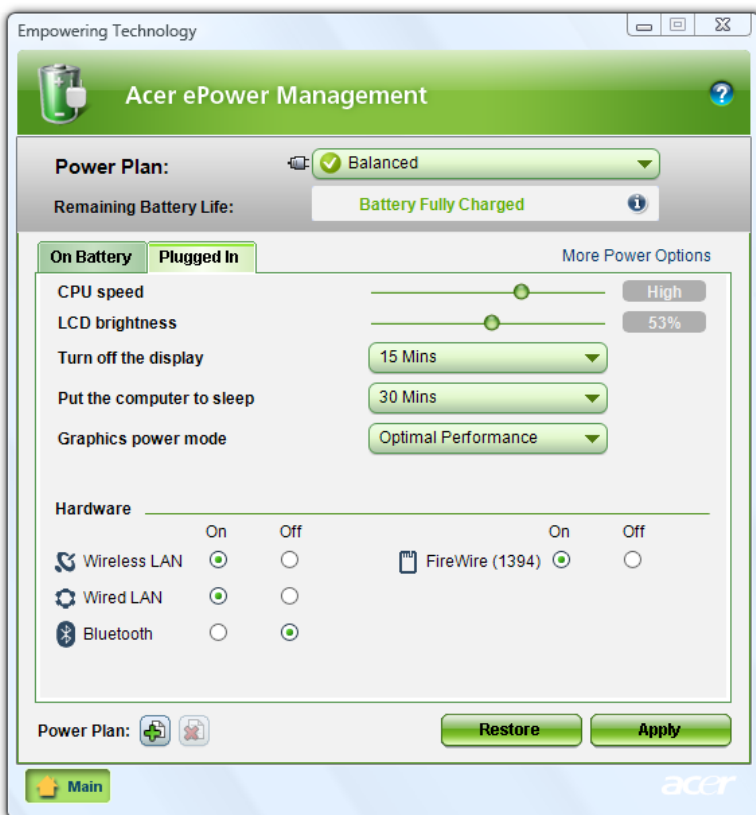 Empowering Technology
Acer ePower Management
Power Plan: Balanced
Remaining Battery Life: Battery Fully Charged
On Battery Plugged In More Power Options
CPU speed High
LCD brightness 53%
Turn off the display 15 Mins
Put the computer to sleep 30 Mins
Graphics power mode Optimal Performance
Hardware
On Off On Off
Wireless LAN FireWire (1394)
Wired LAN
Bluetooth
Power Plan: Restore Apply
Main acer